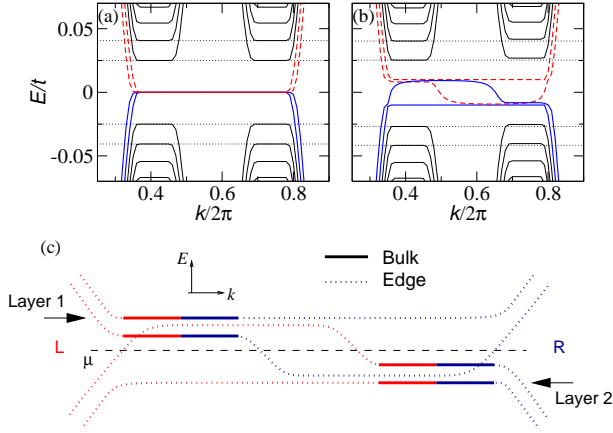 (a)
(b)
E/t
0.05
0
-0.05
0.4 0.6 0.8
0.4 0.6 0.8
k/2π
k/2π
(c)
E
k
Bulk
Edge
Layer 1
L
μ
R
Layer 2